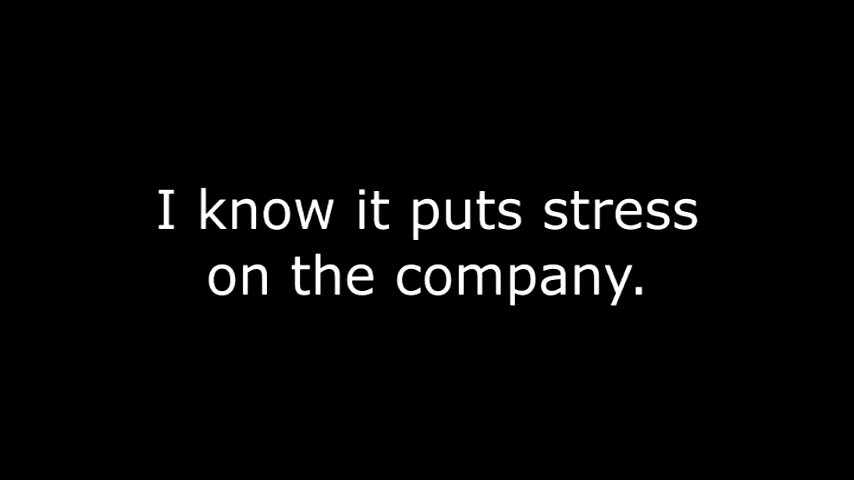 I know it puts stress
on the company.